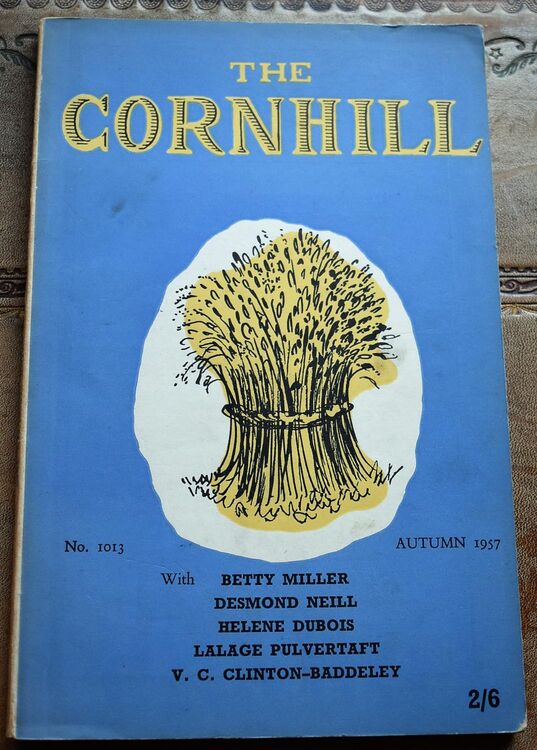 THE
CORNHILL
No. 1013
AUTUMN 1957
With BETTY MILLER
DESMOND NEILL
HELENE DUBOIS
LALAGE PULVERTAFT
V. C. CLINTON-BADDELEY
2/6